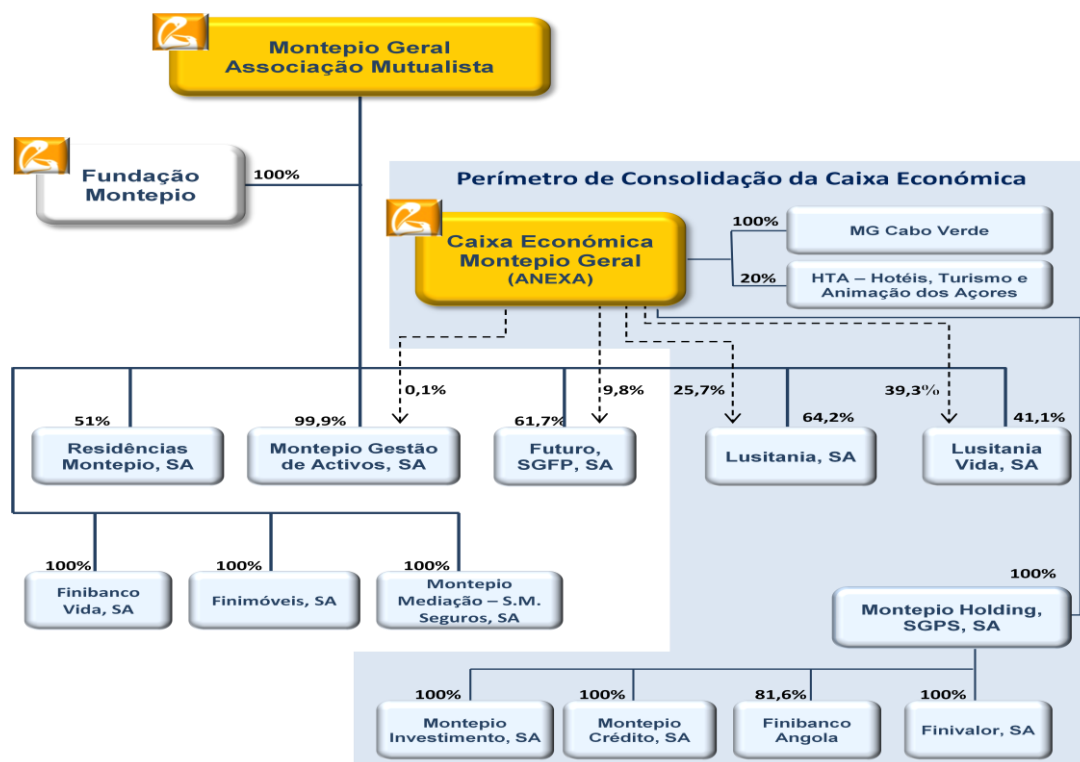 Montepio Geral
Associação Mutualista
Fundação
Montepio
100%
Perímetro de Consolidação da Caixa Económica
Caixa Económica
Montepio Geral
(ANEXA)
100%
MG Cabo Verde
20%
HTA – Hotéis, Turismo e
Animação dos Açores
0,1%
9,8%
25,7%
39,3%
51%
Residências
Montepio, SA
99,9%
Montepio Gestão
de Activos, SA
61,7%
Futuro,
SGFP, SA
64,2%
Lusitania, SA
41,1%
Lusitania
Vida, SA
100%
Finibanco
Vida, SA
100%
Finimóveis, SA
100%
Montepio
Mediação – S.M.
Seguros, SA
100%
Montepio Holding,
SGPS, SA
100%
Montepio
Investimento, SA
100%
Montepio
Crédito, SA
81,6%
Finibanco
Angola
100%
Finivalor, SA